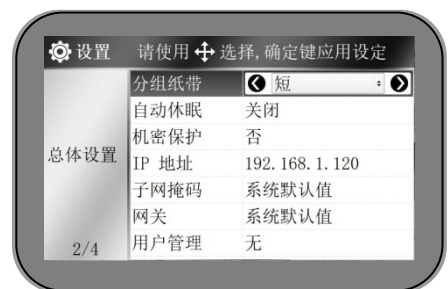 设置 请使用 选择,确定键应用设定
分组纸带 短
自动休眠 关闭
机密保护 否
总体设置
IP 地址 192.168.1.120
子网掩码 系统默认值
网关 系统默认值
2/4
用户管理 无